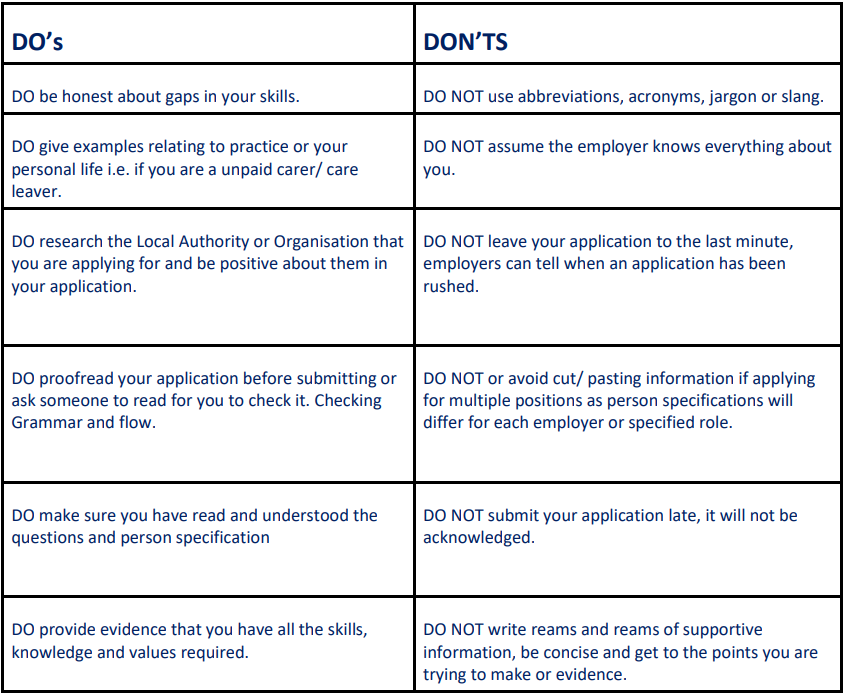 DO's
DON'TS
DO be honest about gaps in your skills.
DO NOT use abbreviations, acronyms, jargon or slang.
DO give examples relating to practice or your
personal life i.e. if you are a unpaid carer/ care
leaver.
DO NOT assume the employer knows everything about
you.
DO research the Local Authority or Organisation that
you are applying for and be positive about them in
your application.
DO NOT leave your application to the last minute,
employers can tell when an application has been
rushed.
DO proofread your application before submitting or
ask someone to read for you to check it. Checking
Grammar and flow.
DO NOT or avoid cut/ pasting information if applying
for multiple positions as person specifications will
differ for each employer or specified role.
DO make sure you have read and understood the
questions and person specification
DO NOT submit your application late, it will not be
acknowledged.
DO provide evidence that you have all the skills,
knowledge and values required.
DO NOT write reams and reams of supportive
information, be concise and get to the points you are
trying to make or evidence.